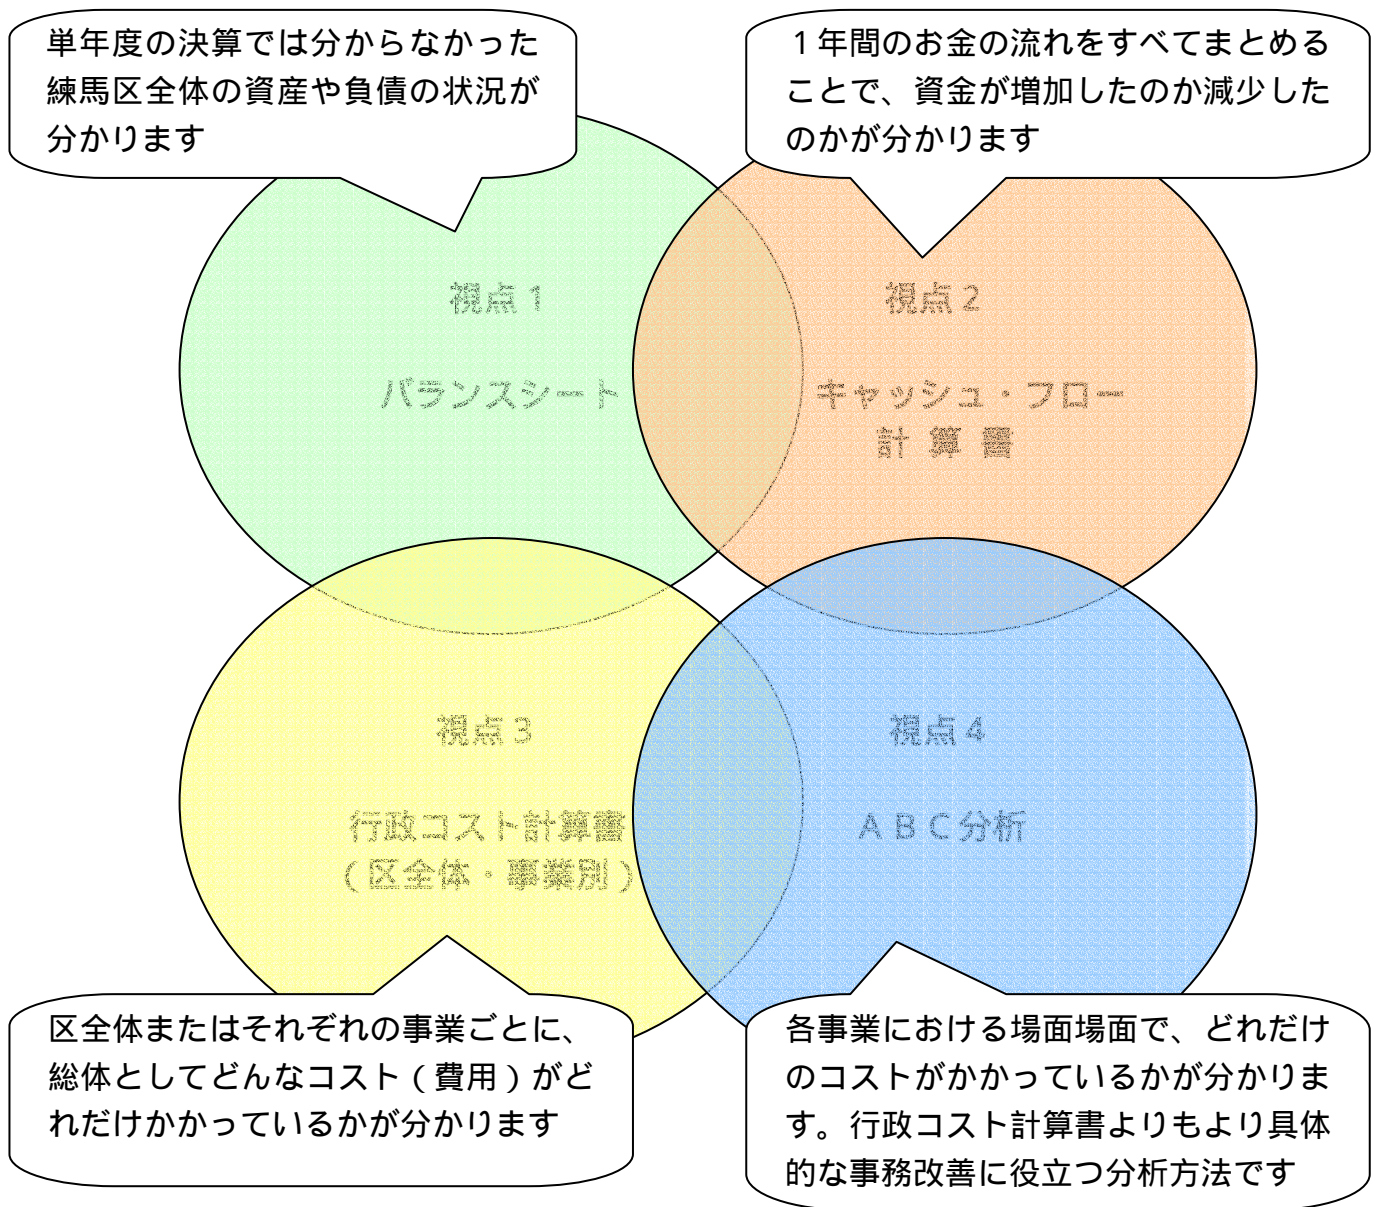 単年度の決算では分からなかった
練馬区全体の資産や負債の状況が
分かります
１年間のお金の流れをすべてまとめる
ことで、資金が増加したのか減少した
のかが分かります
視点１
バランスシート
視点２
キャッシュ・フロー
計 算 書
視点３
行政コスト計算書
（区全体・事業別）
視点４
ＡＢＣ分析
区全体またはそれぞれの事業ごとに、
総体としてどんなコスト（費用）がど
れだけかかっているかが分かります
各事業における場面場面で、どれだけ
のコストがかかっているかが分かりま
す。行政コスト計算書よりもより具体
的な事務改善に役立つ分析方法です